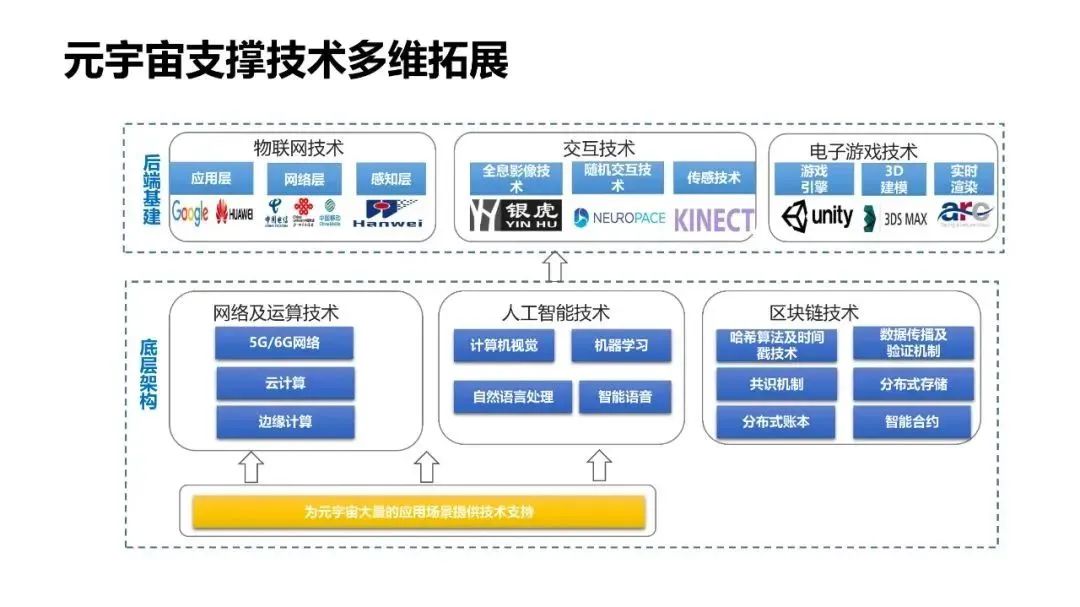 元宇宙支撑技术多维拓展
后端基建
物联网技术
应用层
网络层
感知层
Google
HUAWEI
中国电信
Hanwei
交互技术
全息影像技
术
随机交互技
术
传感技术
银虎
YIN HU
NEUROPACE
KINECT
电子游戏技术
游戏
引擎
3D
建模
实时
渲染
unity
3DS MAX
arc
底层架构
网络及运算技术
5G/6G网络
云计算
边缘计算
人工智能技术
计算机视觉
机器学习
自然语言处理
智能语音
区块链技术
哈希算法及时间
戳技术
数据传播及
验证机制
共识机制
分布式存储
分布式账本
智能合约
为元宇宙大量的应用场景提供技术支持